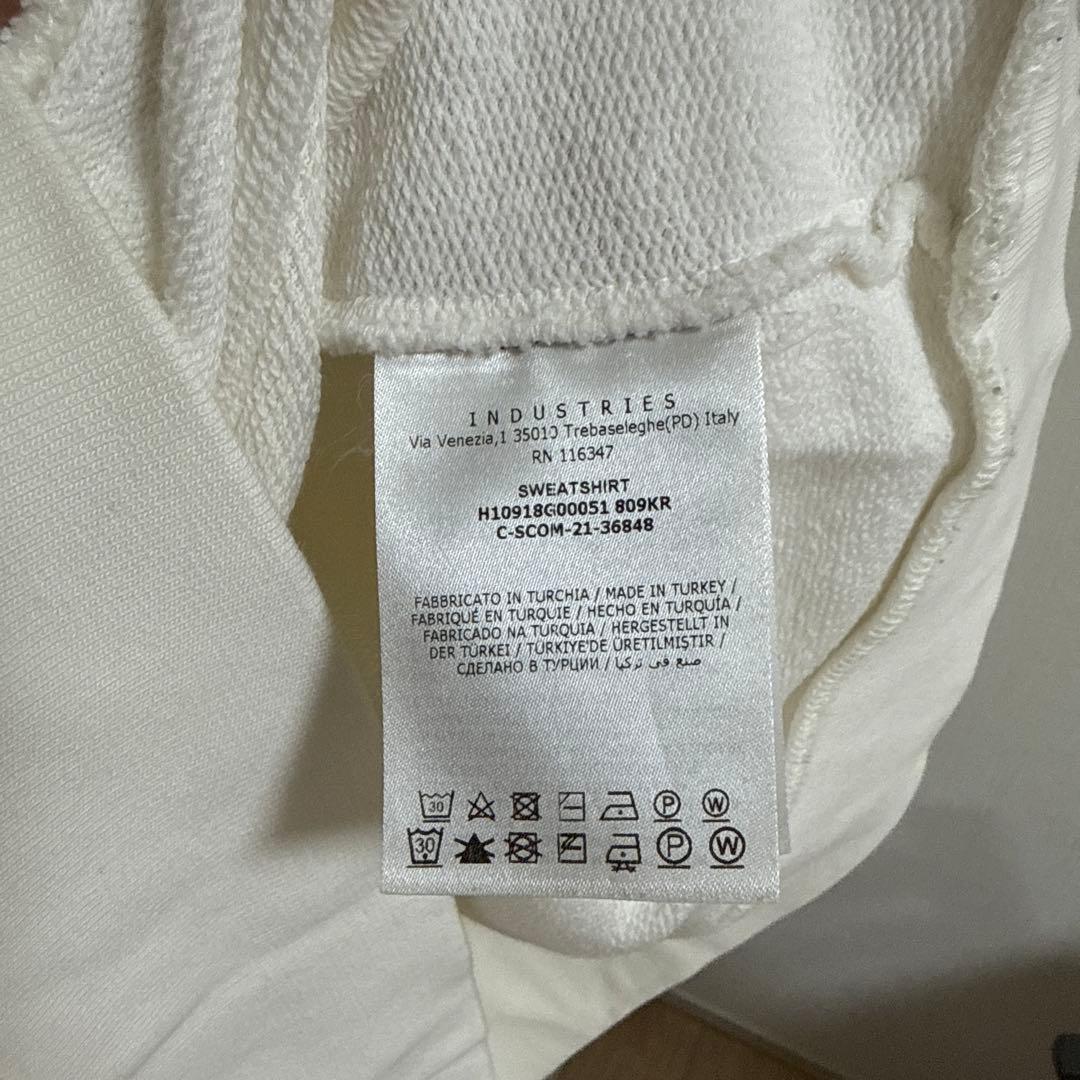 INDUSTRIES
Via Venezia,1 35010 Trebaseleghe(PD) Italy
RN 116347
SWEATSHIRT
H10918G00051 809KR
C-SCOM-21-36848
FABBRICATO IN TURCHIA / MADE IN TURKEY /
FABRIQUÉ EN TURQUIE / HECHO EN TURQUÍA /
FABRICADO NA TURQUIA / HERGESTELLT IN
DER TÜRKEI / TÜRKIYE'DE ÜRETILMIŞTIR /
СДЕЛАНО В ТУРЦИИ / صنع في تركيا
30 P W
30 P W